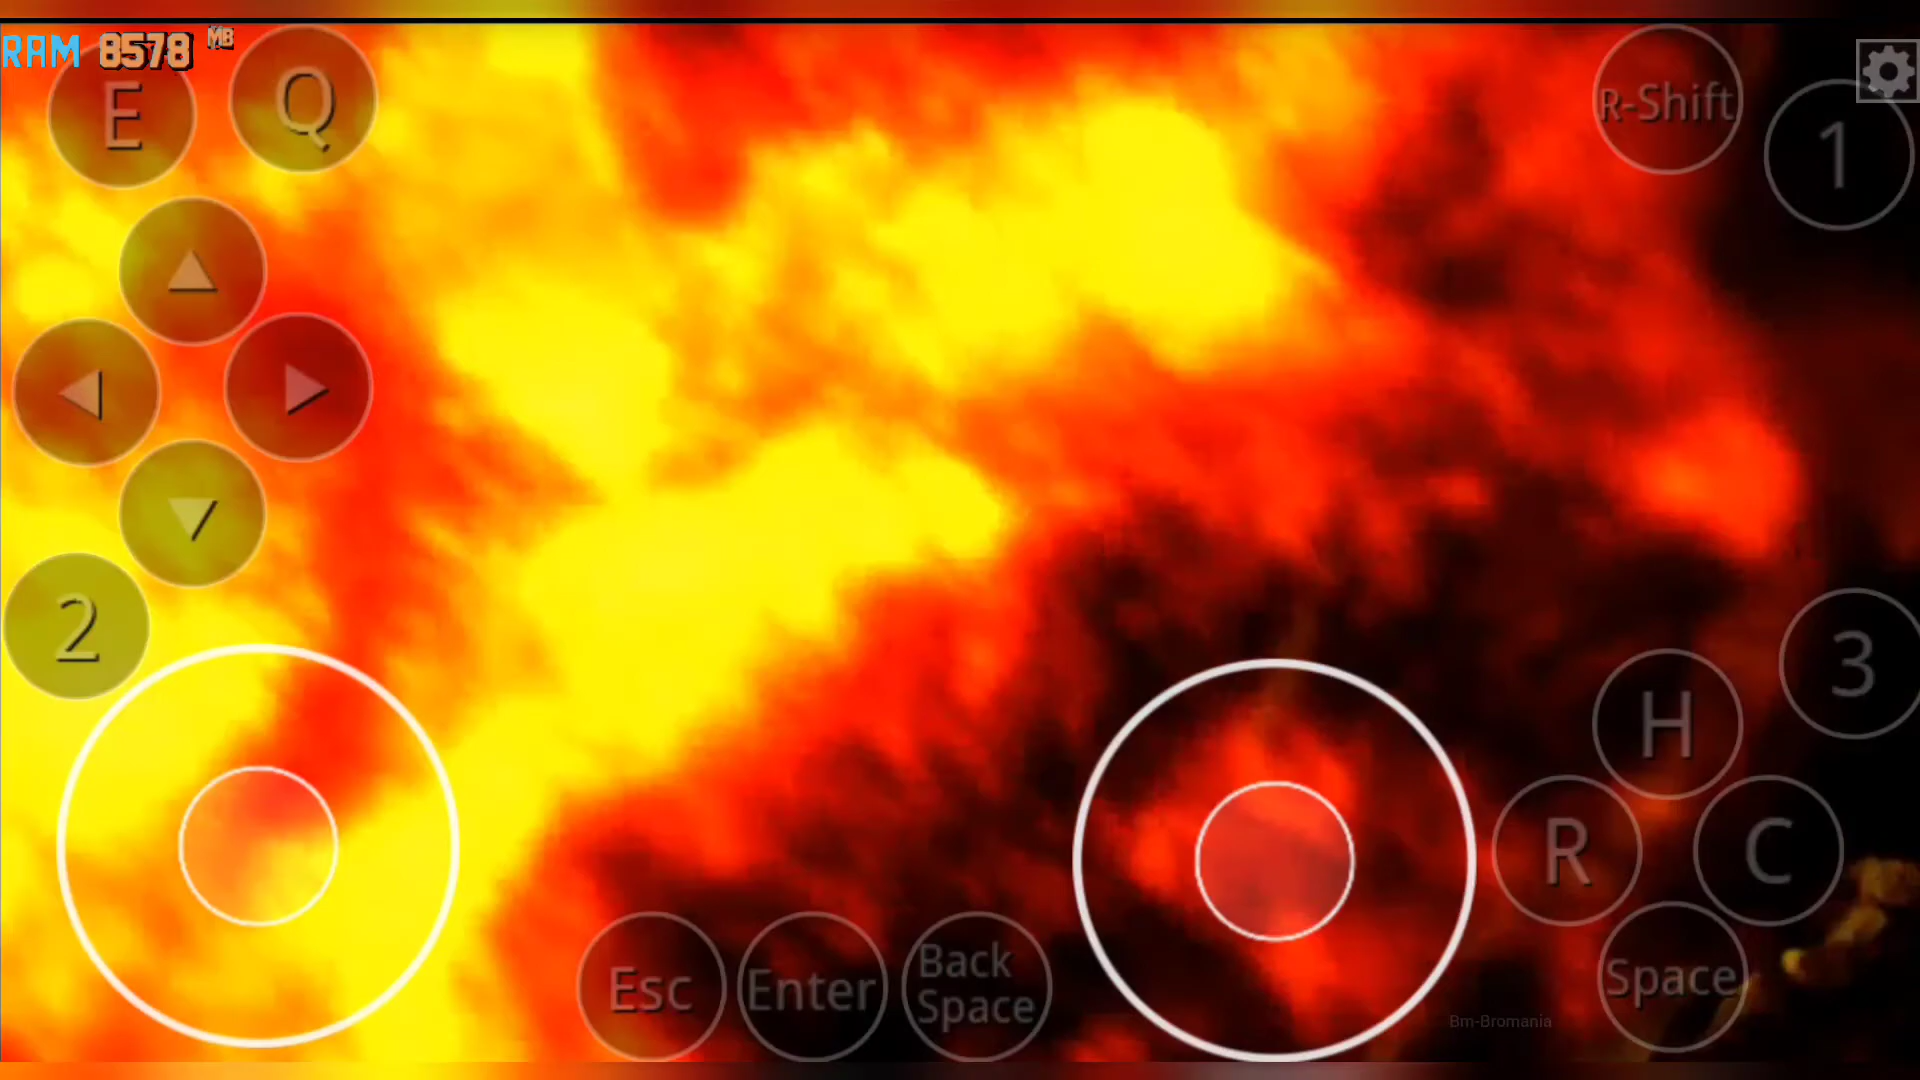 RAM 8578 MB
E
Q
R-Shift
1
2
3
H
R
C
Esc
Enter
Back
Space
Space
Bm-Bromania